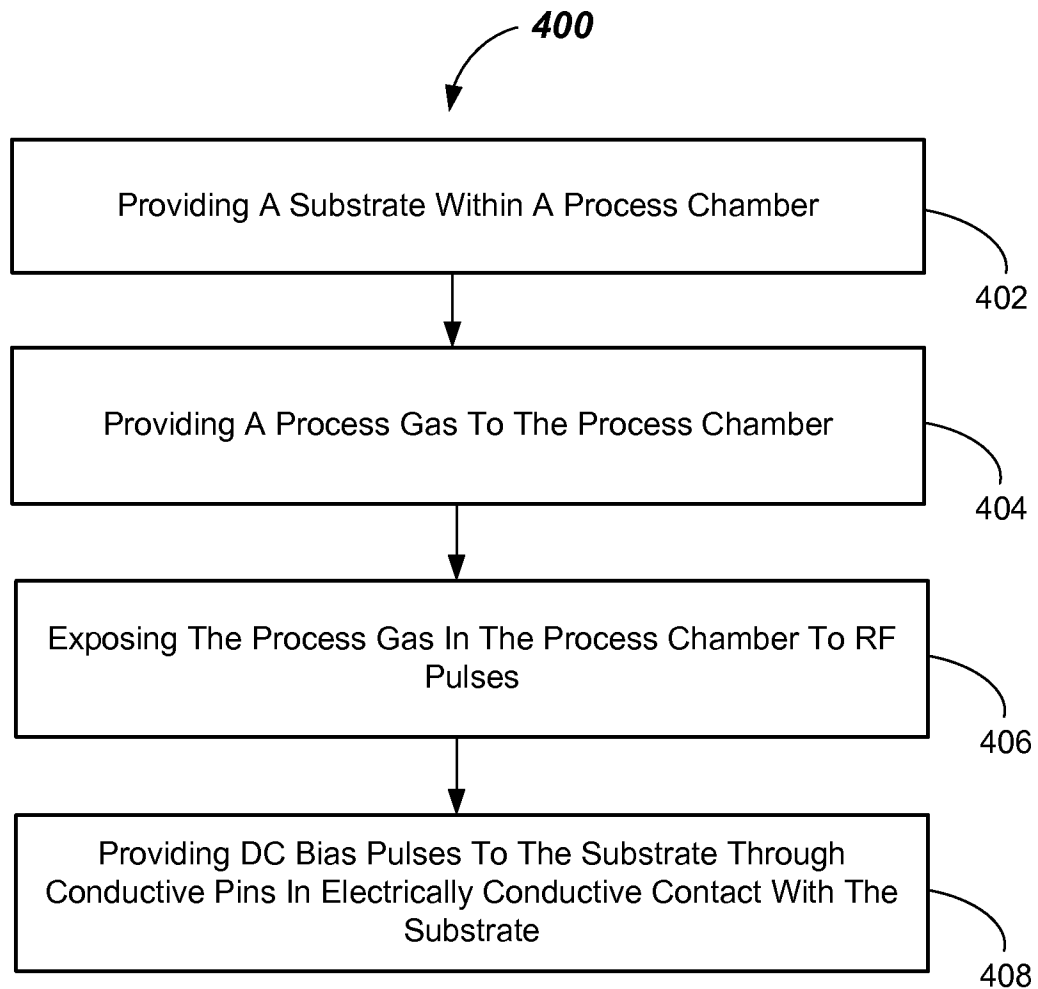 400
Providing A Substrate Within A Process Chamber
402
Providing A Process Gas To The Process Chamber
404
Exposing The Process Gas In The Process Chamber To RF
Pulses
406
Providing DC Bias Pulses To The Substrate Through
Conductive Pins In Electrically Conductive Contact With The
Substrate
408